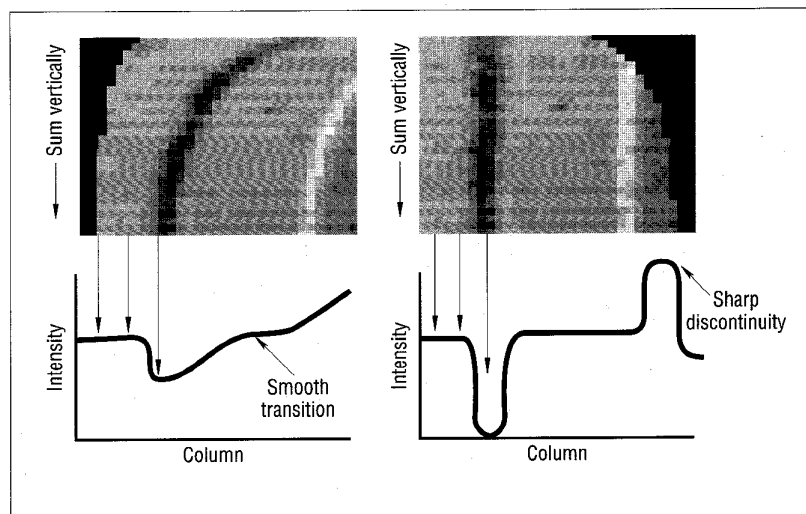 Sum vertically
Sum vertically
Intensity
Smooth
transition
Column
Intensity
Sharp
discontinuity
Column